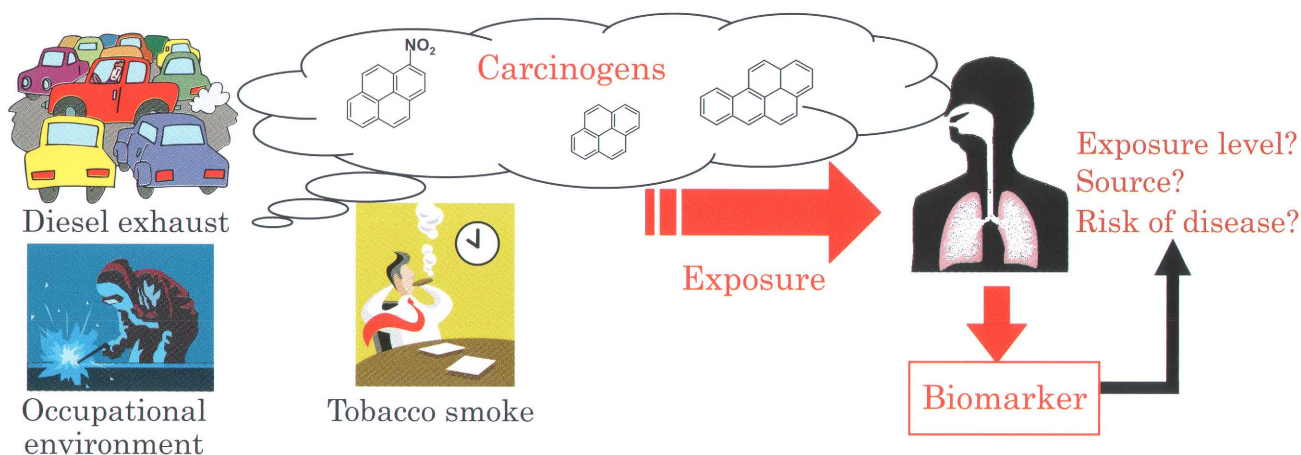 NO₂
Carcinogens
Diesel exhaust
Occupational
environment
Tobacco smoke
Exposure
Exposure level?
Source?
Risk of disease?
Biomarker